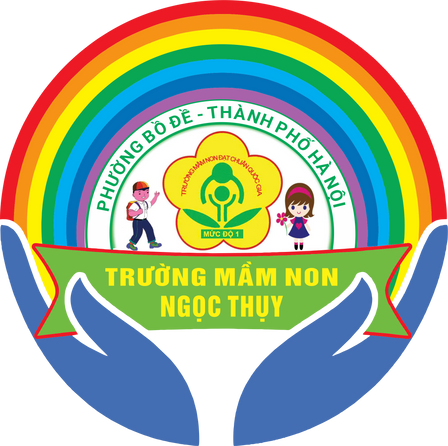 PHƯỜNG BỒ ĐỀ - THÀNH PHỐ HÀ NỘI
TRƯỜNG MẦM NON ĐẠT CHUẨN QUỐC GIA
MỨC ĐỘ 1
TRƯỜNG MẦM NON
NGỌC THỤY